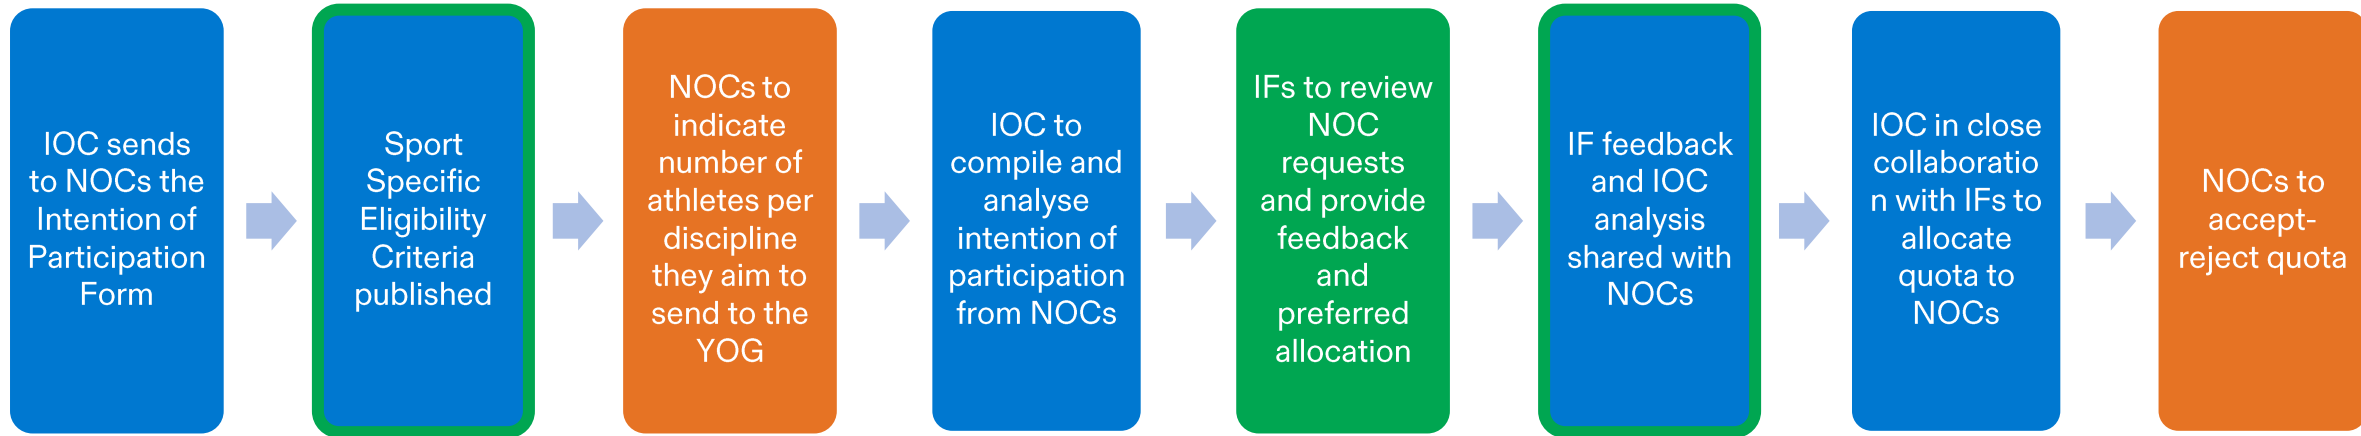 IOC sends
to NOCs the
Intention of
Participation
Form
Sport
Specific
Eligibility
Criteria
published
NOCs to
indicate
number of
athletes per
discipline
they aim to
send to the
YOG
IOC to
compile and
analyse
intention of
participation
from NOCs
IFs to review
NOC
requests
and provide
feedback
and
preferred
allocation
IF feedback
and IOC
analysis
shared with
NOCs
IOC in close
collaboratio
n with IFs to
allocate
quota to
NOCs
NOCs to
accept-
reject quota